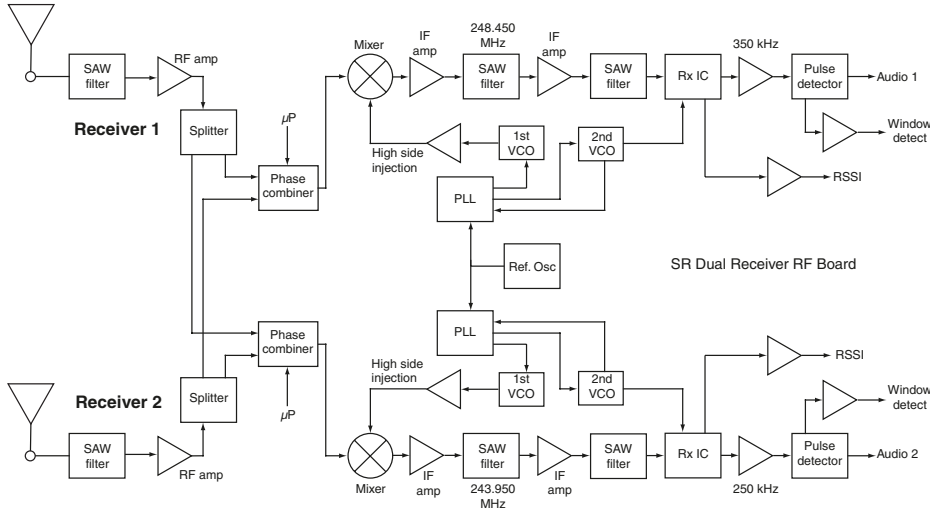 SAW
filter
RF amp
Receiver 1
Splitter
µP
Phase
combiner
Mixer
IF
amp
248.450
MHz
SAW
filter
IF
amp
SAW
filter
Rx IC
350 kHz
Pulse
detector
Audio 1
Window
detect
RSSI
High side
injection
1st
VCO
2nd
VCO
PLL
Ref. Osc
SR Dual Receiver RF Board
PLL
Phase
combiner
µP
High side
injection
1st
VCO
2nd
VCO
RSSI
Window
detect
Receiver 2
Splitter
SAW
filter
RF amp
Mixer
IF
amp
SAW
filter
243.950
MHz
IF
amp
SAW
filter
Rx IC
250 kHz
Pulse
detector
Audio 2